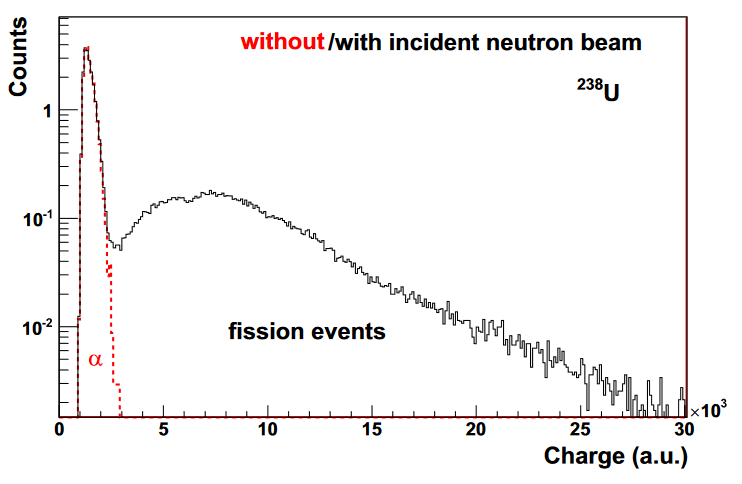 Counts
without/with incident neutron beam
²³⁸U
1
10⁻¹
10⁻²
α
fission events
0 5 10 15 20 25 30
×10³
Charge (a.u.)